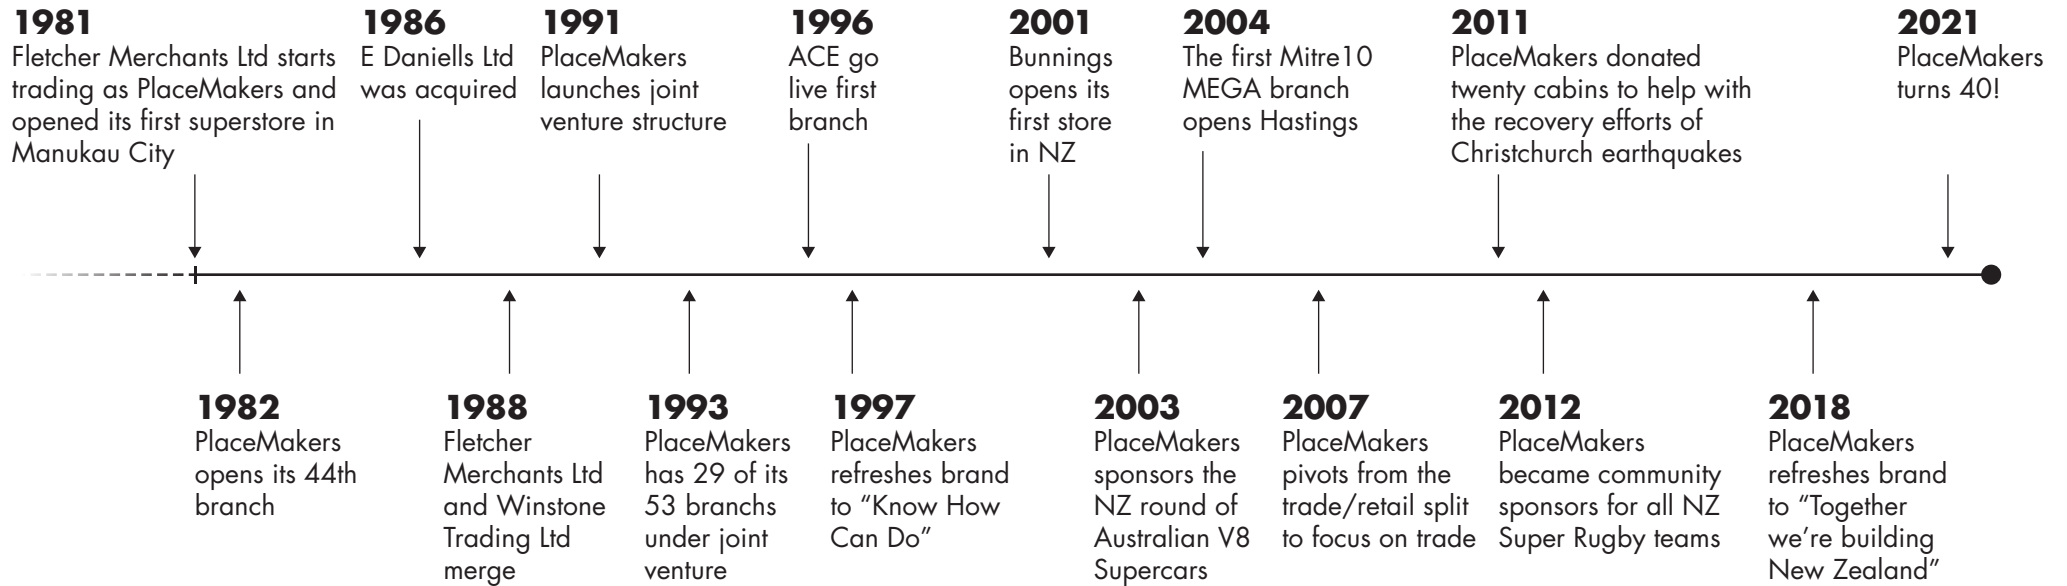 1981
Fletcher Merchants Ltd starts
trading as PlaceMakers and
opened its first superstore in
Manukau City
1986
E Daniells Ltd
was acquired
1991
PlaceMakers
launches joint
venture structure
1996
ACE go
live first
branch
2001
Bunnings
opens its
first store
in NZ
2004
The first Mitre10
MEGA branch
opens Hastings
2011
PlaceMakers donated
twenty cabins to help with
the recovery efforts of
Christchurch earthquakes
2021
PlaceMakers
turns 40!
1982
PlaceMakers
opens its 44th
branch
1988
Fletcher
Merchants Ltd
and Winstone
Trading Ltd
merge
1993
PlaceMakers
has 29 of its
53 branchs
under joint
venture
1997
PlaceMakers
refreshes brand
to “Know How
Can Do”
2003
PlaceMakers
sponsors the
NZ round of
Australian V8
Supercars
2007
PlaceMakers
pivots from the
trade/retail split
to focus on trade
2012
PlaceMakers
became community
sponsors for all NZ
Super Rugby teams
2018
PlaceMakers
refreshes brand
to “Together
we’re building
New Zealand”